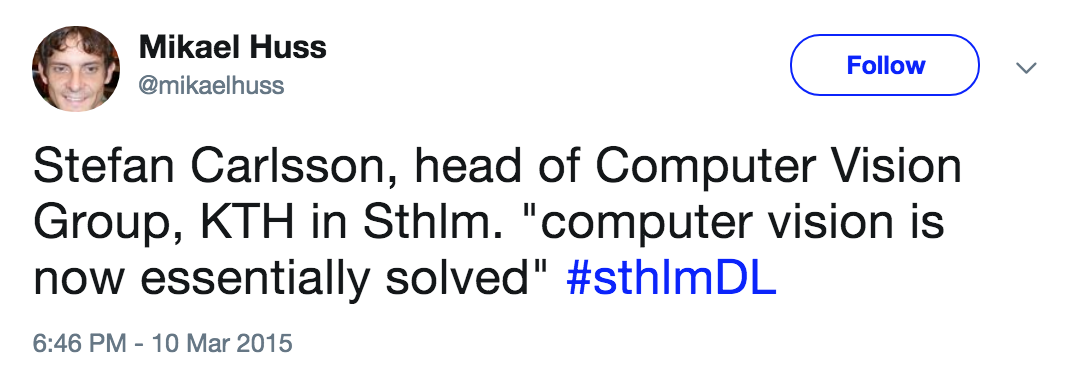 Mikael Huss
@mikaelhuss
Follow
Stefan Carlsson, head of Computer Vision
Group, KTH in Sthlm. "computer vision is
now essentially solved" #sthlmDL
6:46 PM - 10 Mar 2015